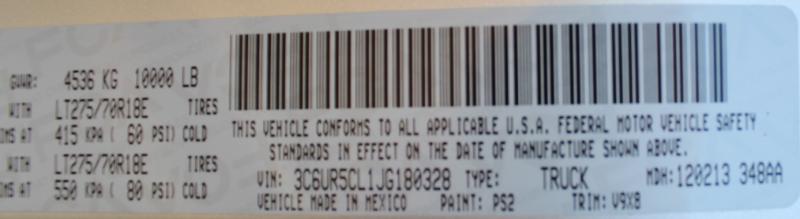 GVWR: 4536 KG 10000 LB
WITH LT275/70R18E TIRES
IMS AT 415 KPA ( 60 PSI) COLD
WITH LT275/70R18E TIRES
IMS AT 550 KPA ( 80 PSI) COLD
THIS VEHICLE CONFORMS TO ALL APPLICABLE U.S.A. FEDERAL MOTOR VEHICLE SAFETY
STANDARDS IN EFFECT ON THE DATE OF MANUFACTURE SHOWN ABOVE.
VIN: 3C6UR5CL1JG180328 TYPE: TRUCK MDH: 120213 348AA
VEHICLE MADE IN MEXICO PAINT: PS2 TRIM: V9X8